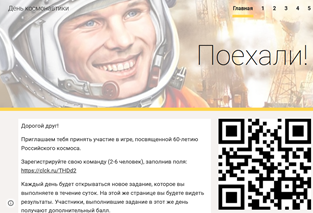 День космонавтики
Главная 1 2 3 4 5
Поехали!
Дорогой друг!
Приглашаем тебя принять участие в игре, посвященной 60-летию
Российского космоса.
Зарегистрируйте свою команду (2-6 человек), заполнив поля:
https://clck.ru/THDd2
Каждый день будет открываться новое задание, которое вы
выполняете в течение суток. На этой странице вы будете видеть
результаты. Участники, выполнившие задание в этот же день
получают дополнительный балл.